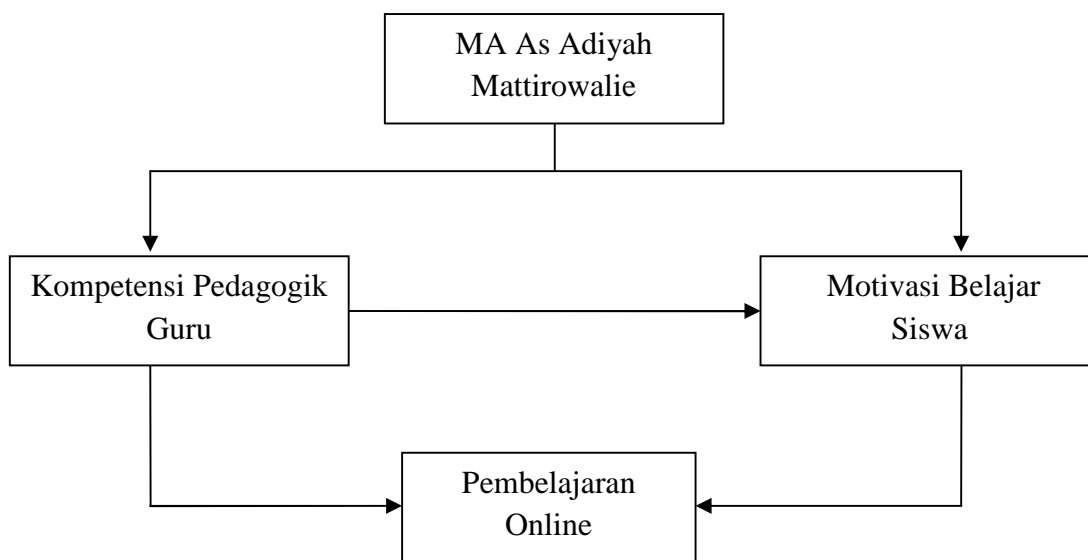 MA As Adiyah
Mattirowalie
Kompetensi Pedagogik
Guru
Motivasi Belajar
Siswa
Pembelajaran
Online